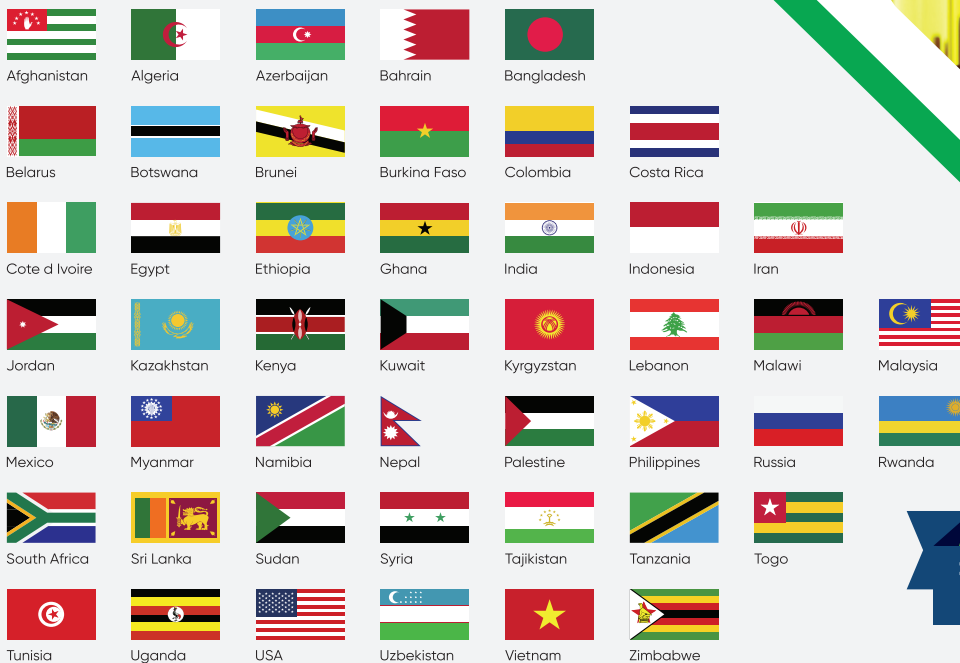 Afghanistan Algeria Azerbaijan Bahrain Bangladesh
Belarus Botswana Brunei Burkina Faso Colombia Costa Rica
Cote d Ivoire Egypt Ethiopia Ghana India Indonesia Iran
Jordan Kazakhstan Kenya Kuwait Kyrgyzstan Lebanon Malawi Malaysia
Mexico Myanmar Namibia Nepal Palestine Philippines Russia Rwanda
South Africa Sri Lanka Sudan Syria Tajikistan Tanzania Togo
Tunisia Uganda USA Uzbekistan Vietnam Zimbabwe